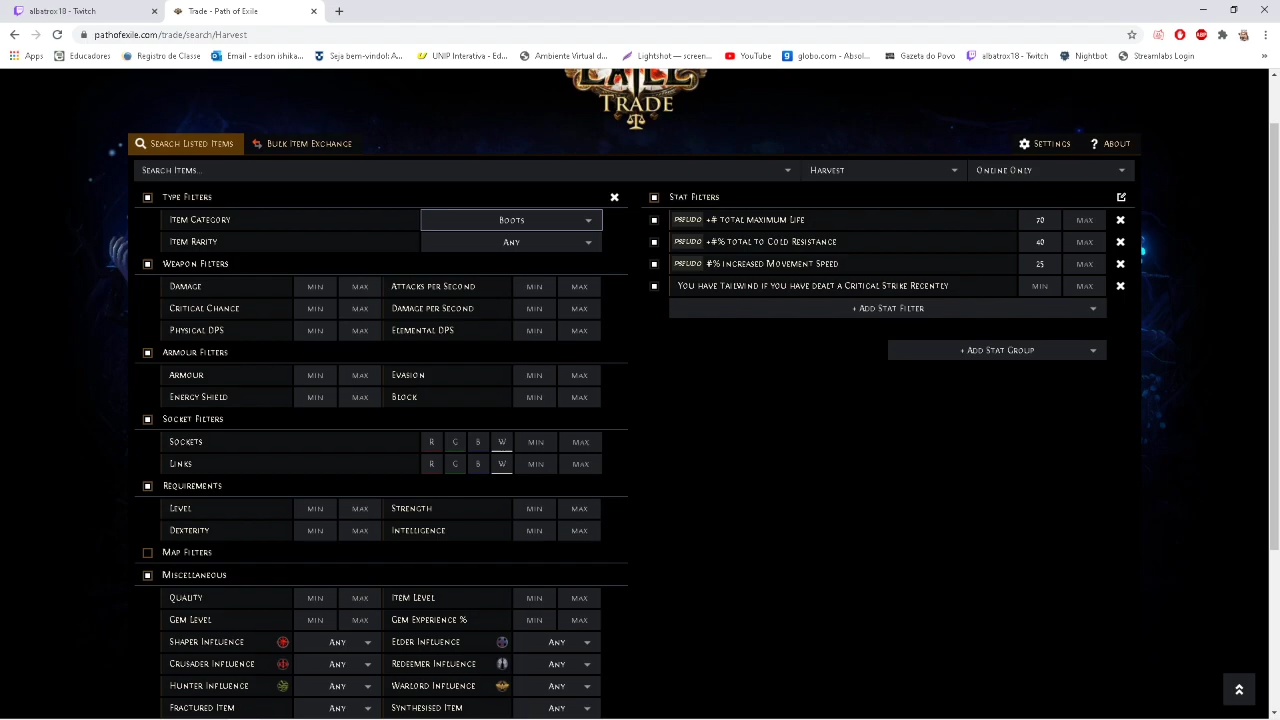 albatrox18 - Twitch
Trade - Path of Exile
pathofexile.com/trade/search/Harvest
Apps
Educadores
Registro de Classe
Email - edson ishika...
Seja bem-vindo!: A...
UNIP Interativa - Ed...
Ambiente Virtual d...
Lightshot — screen...
YouTube
globo.com - Absol...
Gazeta do Povo
albatrox18 - Twitch
Nightbot
Streamlabs Login
EXILE
TRADE
SEARCH LISTED ITEMS
BULK ITEM EXCHANGE
SETTINGS
? ABOUT
SEARCH ITEMS...
HARVEST
ONLINE ONLY
TYPE FILTERS
ITEM CATEGORY BOOTS
ITEM RARITY ANY
WEAPON FILTERS
DAMAGE MIN MAX ATTACKS PER SECOND MIN MAX
CRITICAL CHANCE MIN MAX DAMAGE PER SECOND MIN MAX
PHYSICAL DPS MIN MAX ELEMENTAL DPS MIN MAX
ARMOUR FILTERS
ARMOUR MIN MAX EVASION MIN MAX
ENERGY SHIELD MIN MAX BLOCK MIN MAX
SOCKET FILTERS
SOCKETS R G B W MIN MAX
LINKS R G B W MIN MAX
REQUIREMENTS
LEVEL MIN MAX STRENGTH MIN MAX
DEXTERITY MIN MAX INTELLIGENCE MIN MAX
MAP FILTERS
MISCELLANEOUS
QUALITY MIN MAX ITEM LEVEL MIN MAX
GEM LEVEL MIN MAX GEM EXPERIENCE % MIN MAX
SHAPER INFLUENCE ANY ELDER INFLUENCE ANY
CRUSADER INFLUENCE ANY REDEEMER INFLUENCE ANY
HUNTER INFLUENCE ANY WARLORD INFLUENCE ANY
FRACTURED ITEM ANY SYNTHESISED ITEM ANY
STAT FILTERS
PSEUDO +# TOTAL MAXIMUM LIFE 70 MAX
PSEUDO +#% TOTAL TO COLD RESISTANCE 40 MAX
PSEUDO #% INCREASED MOVEMENT SPEED 25 MAX
YOU HAVE TAILWIND IF YOU HAVE DEALT A CRITICAL STRIKE RECENTLY MIN MAX
+ ADD STAT FILTER
+ ADD STAT GROUP